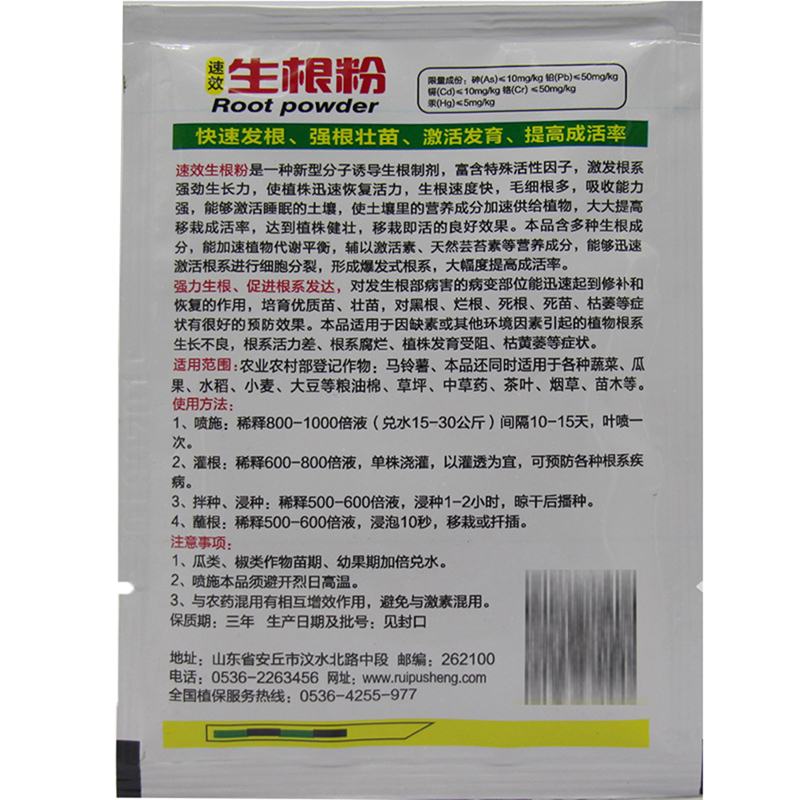 速效 生根粉
Root powder
限量成份：砷(As)≤10mg/kg 铅(Pb)≤50mg/kg
镉(Cd)≤10mg/kg 铬(Cr) ≤50mg/kg
汞(Hg)≤5mg/kg
快速发根、强根壮苗、激活发育、提高成活率
速效生根粉是一种新型分子诱导生根制剂，富含特殊活性因子，激发根系
强劲生长力，使植株迅速恢复活力，生根速度快，毛细根多，吸收能力
强，能够激活睡眠的土壤，使土壤里的营养成分加速供给植物，大大提高
移栽成活率，达到植株健壮，移栽即活的良好效果。本品含多种生根成
分，能加速植物代谢平衡，辅以激活素、天然芸苔素等营养成分，能够迅速
激活根系进行细胞分裂，形成爆发式根系，大幅度提高成活率。
强力生根、促进根系发达，对发生根部病害的病变部位能迅速起到修补和
恢复的作用，培育优质苗、壮苗，对黑根、烂根、死根、死苗、枯萎等症
状有很好的预防效果。本品适用于因缺素或其他环境因素引起的植物根系
生长不良，根系活力差、根系腐烂、植株发育受阻、枯黄萎等症状。
适用范围：农业农村部登记作物：马铃薯、本品还同时适用于各种蔬菜、瓜
果、水稻、小麦、大豆等粮油棉、草坪、中草药、茶叶、烟草、苗木等。
使用方法：
1、喷施：稀释800-1000倍液（兑水15-30公斤）间隔10-15天，叶喷一
次。
2、灌根：稀释600-800倍液，单株浇灌，以灌透为宜，可预防各种根系疾
病。
3、拌种、浸种：稀释500-600倍液，浸种1-2小时，晾干后播种。
4、蘸根：稀释500-600倍液，浸泡10秒，移栽或扦插。
注意事项：
1、瓜类、椒类作物苗期、幼果期加倍兑水。
2、喷施本品须避开烈日高温。
3、与农药混用有相互增效作用，避免与激素混用。
保质期：三年 生产日期及批号：见封口
地址：山东省安丘市汶水北路中段 邮编：262100
电话：0536-2263456 网址：www.ruipusheng.com
全国植保服务热线：0536-4255-977